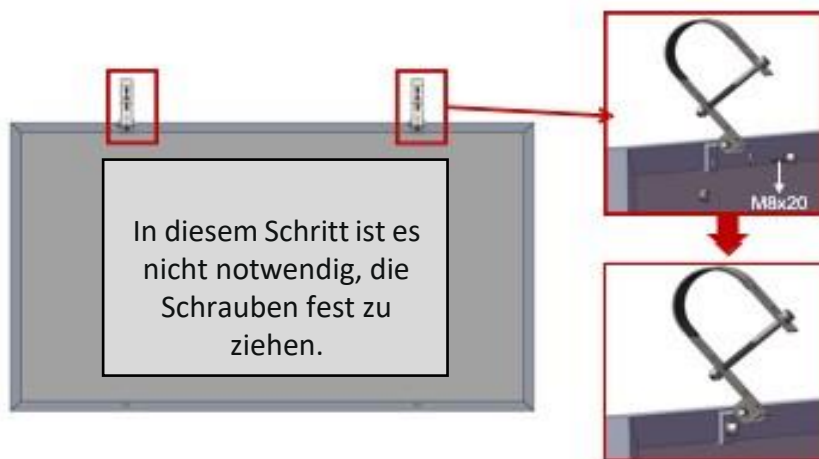 In diesem Schritt ist es
nicht notwendig, die
Schrauben fest zu
ziehen.
M8x20